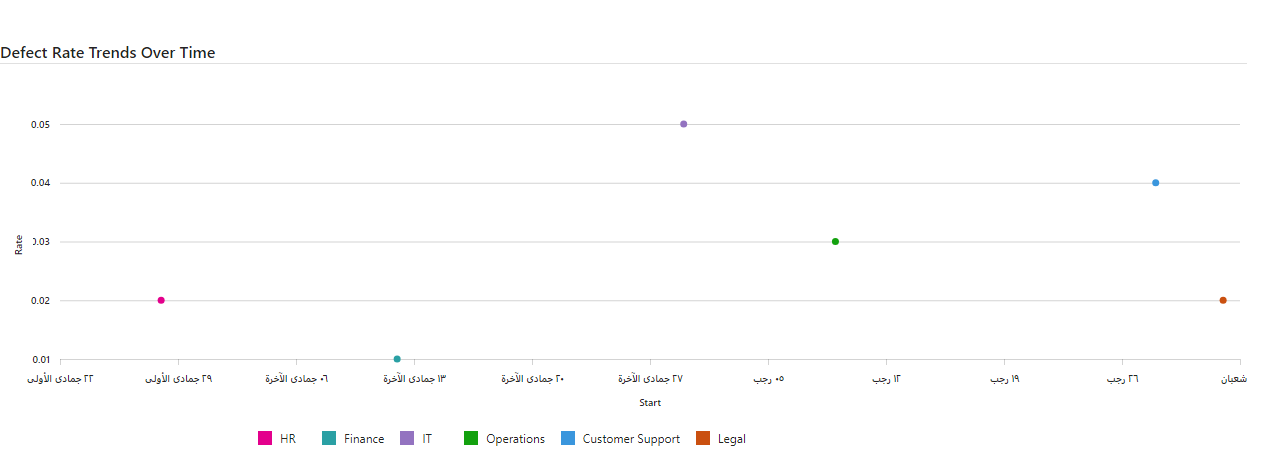 Defect Rate Trends Over Time
0.05
0.04
0.03
0.02
0.01
Rate
٢٢ جمادى الأولى
٢٩ جمادى الأولى
٠٦ جمادى الآخرة
١٣ جمادى الآخرة
٢٠ جمادى الآخرة
٢٧ جمادى الآخرة
٠٥ رجب
١٢ رجب
١٩ رجب
٢٦ رجب
شعبان
Start
HR Finance IT Operations Customer Support Legal